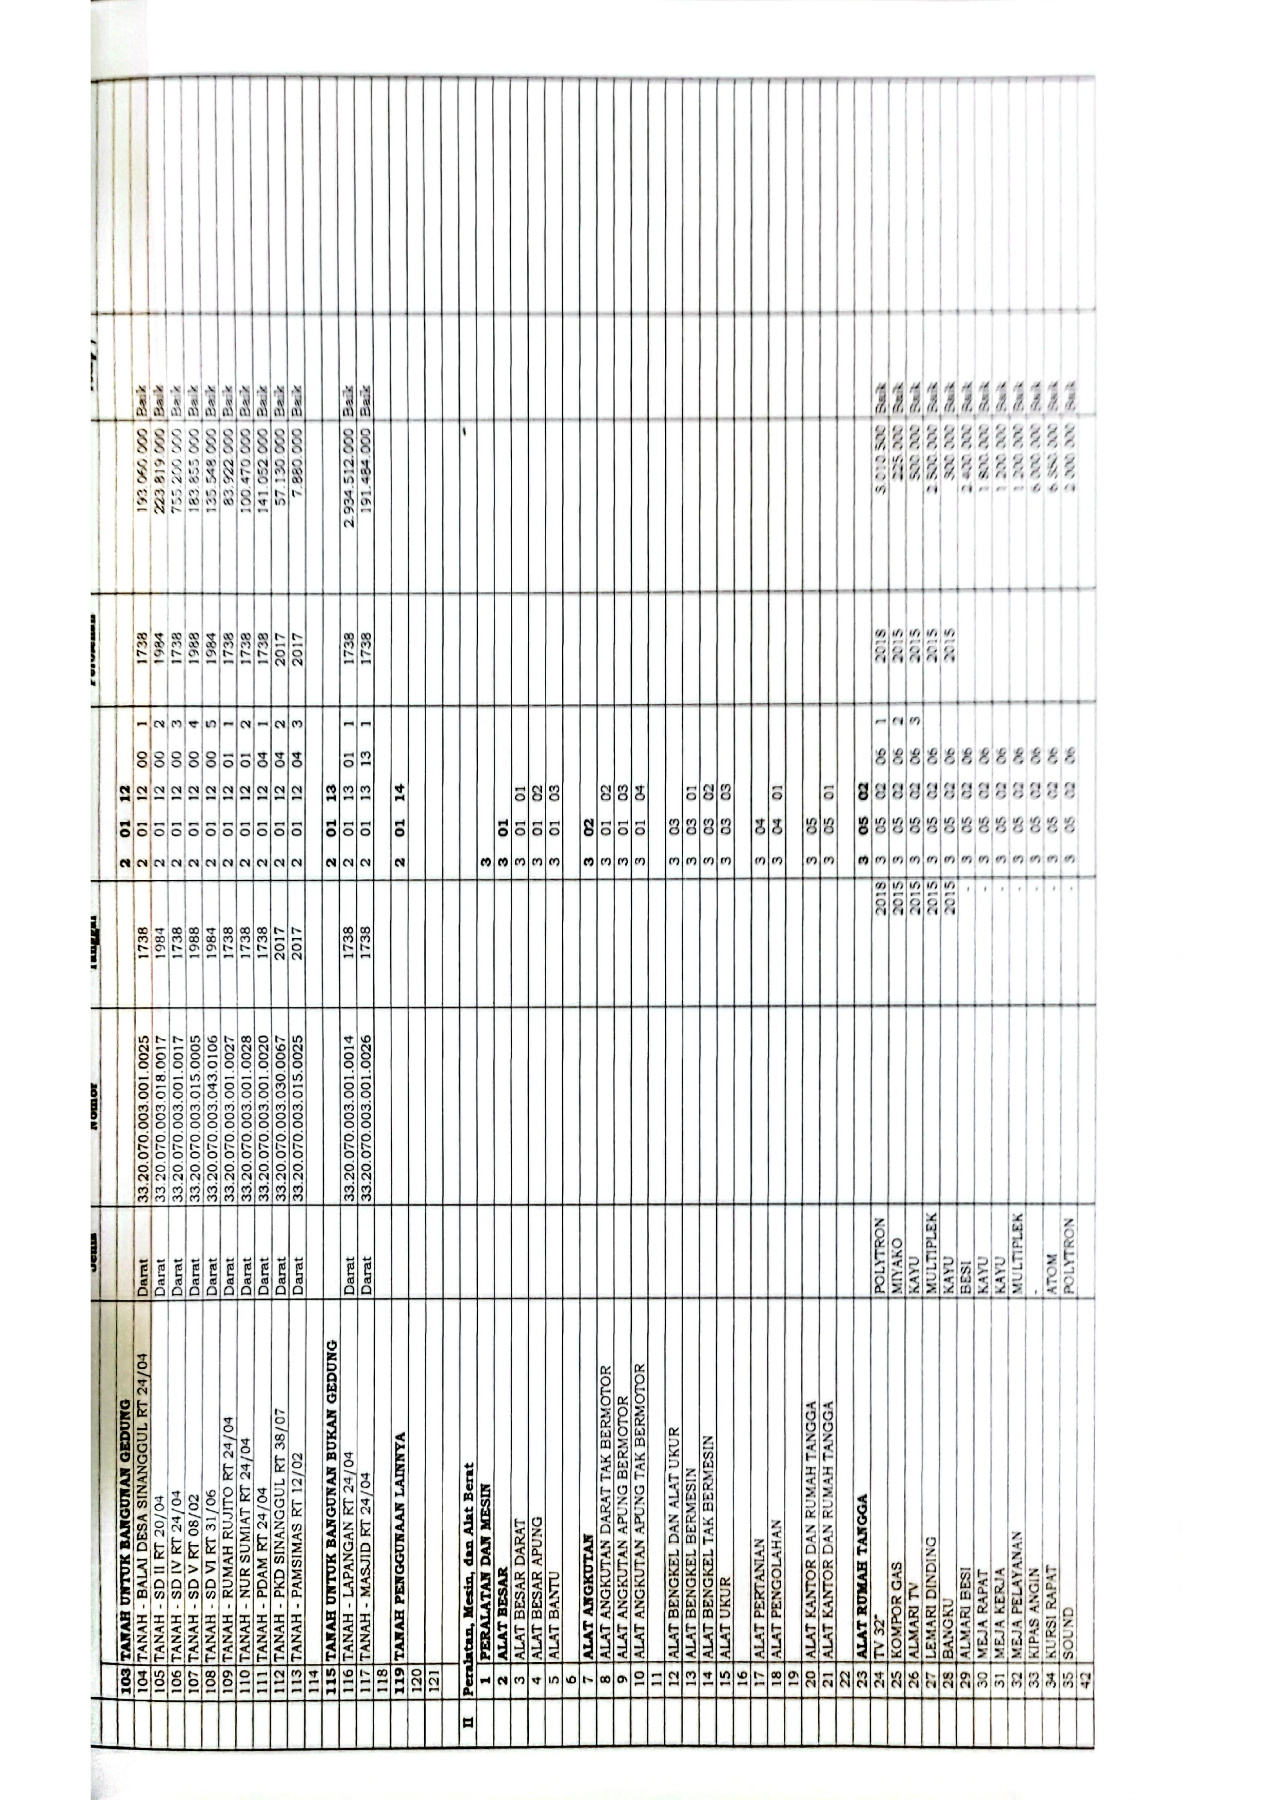 Jenis Nomor Tanggal Perolehan
103 TANAH UNTUK BANGUNAN GEDUNG 2 01 12
104 TANAH - BALAI DESA SINANGGUL RT 24/04 Darat 33.20.070.003.001.0025 1738 2 01 12 00 1 1738 193.060.000 Baik
105 TANAH - SD II RT 20/04 Darat 33.20.070.003.018.0017 1984 2 01 12 00 2 1984 223.819.000 Baik
106 TANAH - SD IV RT 24/04 Darat 33.20.070.003.001.0017 1738 2 01 12 00 3 1738 755.200.000 Baik
107 TANAH - SD V RT 08/02 Darat 33.20.070.003.015.0005 1988 2 01 12 00 4 1988 183.855.000 Baik
108 TANAH - SD VI RT 31/06 Darat 33.20.070.003.043.0106 1984 2 01 12 00 5 1984 135.548.000 Baik
109 TANAH - RUMAH RUJITO RT 24/04 Darat 33.20.070.003.001.0027 1738 2 01 12 01 1 1738 83.922.000 Baik
110 TANAH - NUR SUMIAT RT 24/04 Darat 33.20.070.003.001.0028 1738 2 01 12 01 2 1738 100.470.000 Baik
111 TANAH - PDAM RT 24/04 Darat 33.20.070.003.001.0020 1738 2 01 12 04 1 1738 141.052.000 Baik
112 TANAH - PKD SINANGGUL RT 38/07 Darat 33.20.070.003.030.0067 2017 2 01 12 04 2 2017 57.130.000 Baik
113 TANAH - PAMSIMAS RT 12/02 Darat 33.20.070.003.015.0025 2017 2 01 12 04 3 2017 7.880.000 Baik
114
115 TANAH UNTUK BANGUNAN BUKAN GEDUNG 2 01 13
116 TANAH - LAPANGAN RT 24/04 Darat 33.20.070.003.001.0014 1738 2 01 13 01 1 1738 2.934.512.000 Baik
117 TANAH - MASJID RT 24/04 Darat 33.20.070.003.001.0026 1738 2 01 13 13 1 1738 191.484.000 Baik
118
119 TANAH PENGGUNAAN LAINNYA 2 01 14
120
121
II Peralatan, Mesin, dan Alat Berat -
1 PERALATAN DAN MESIN 3
2 ALAT BESAR 3 01
3 ALAT BESAR DARAT 3 01 01
4 ALAT BESAR APUNG 3 01 02
5 ALAT BANTU 3 01 03
6
7 ALAT ANGKUTAN 3 02
8 ALAT ANGKUTAN DARAT TAK BERMOTOR 3 01 02
9 ALAT ANGKUTAN APUNG BERMOTOR 3 01 03
10 ALAT ANGKUTAN APUNG TAK BERMOTOR 3 01 04
11
12 ALAT BENGKEL DAN ALAT UKUR 3 03
13 ALAT BENGKEL BERMESIN 3 03 01
14 ALAT BENGKEL TAK BERMESIN 3 03 02
15 ALAT UKUR 3 03 03
16
17 ALAT PERTANIAN 3 04
18 ALAT PENGOLAHAN 3 04 01
19
20 ALAT KANTOR DAN RUMAH TANGGA 3 05
21 ALAT KANTOR DAN RUMAH TANGGA 3 05 01
22
23 ALAT RUMAH TANGGA 3 05 02
24 TV 32" POLYTRON 2018 3 05 02 06 1 2018 3.010.500 Baik
25 KOMPOR GAS MIYAKO 2015 3 05 02 06 2 2015 225.000 Baik
26 ALMARI TV KAYU 2015 3 05 02 06 3 2015 500.000 Baik
27 LEMARI DINDING MULTIPLEK 2015 3 05 02 06 2015 2.500.000 Baik
28 BANGKU KAYU 2015 3 05 02 06 2015 300.000 Baik
29 ALMARI BESI BESI - 3 05 02 06 2.400.000 Baik
30 MEJA RAPAT KAYU - 3 05 02 06 1.800.000 Baik
31 MEJA KERJA KAYU - 3 05 02 06 1.200.000 Baik
32 MEJA PELAYANAN MULTIPLEK - 3 05 02 06 1.200.000 Baik
33 KIPAS ANGIN - - 3 05 02 06 6.000.000 Baik
34 KURSI RAPAT ATOM - 3 05 02 06 Baik
35 SOUND POLYTRON - 3 05 02 06 2.000.000 Baik
42